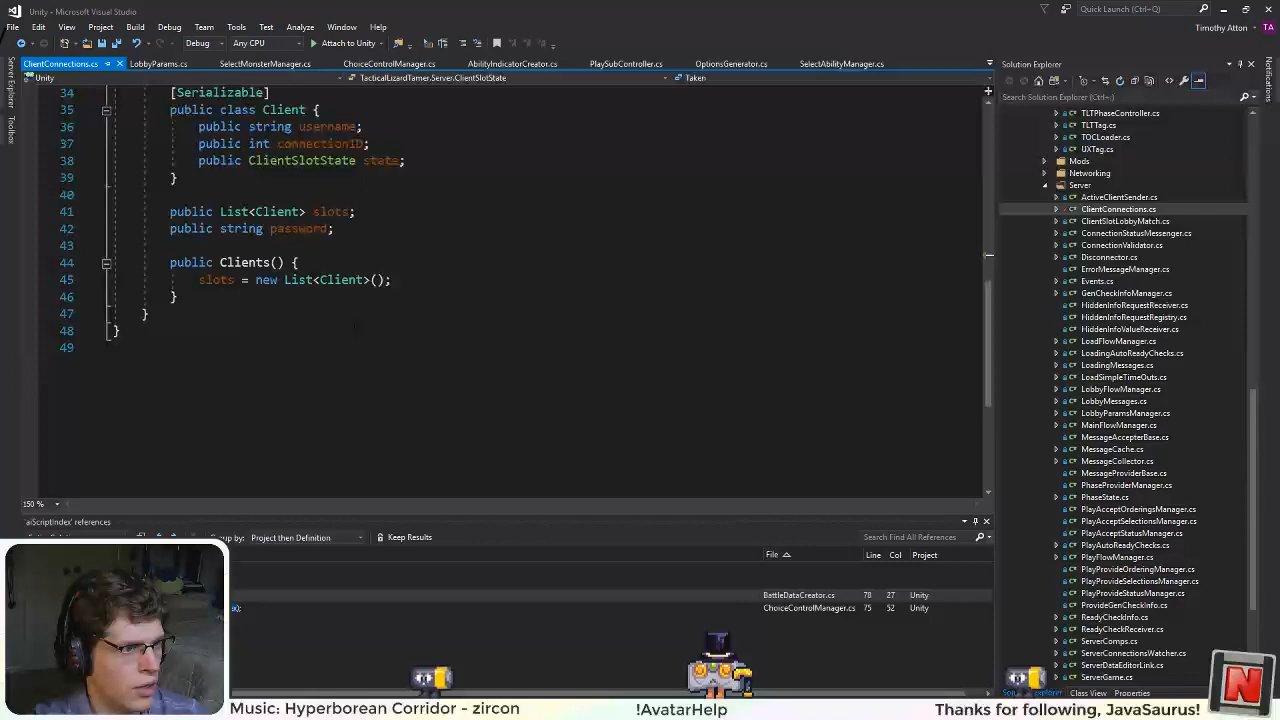 Unity - Microsoft Visual Studio
Quick Launch (Ctrl+Q)
File Edit View Project Build Debug Team Tools Test Analyze Window Help
Timothy Atton TA
Debug Any CPU Attach to Unity
ClientConnections.cs LobbyParams.cs SelectMonsterManager.cs ChoiceControlManager.cs AbilityIndicatorCreator.cs PlaySubController.cs OptionsGenerator.cs SelectAbilityManager.cs
Unity TacticalLizardTamer.Server.ClientSlotState Taken
Server Explorer
Toolbox
34 [Serializable]
35 public class Client {
36 public string username;
37 public int connectionID;
38 public ClientSlotState state;
39 }
40
41 public List<Client> slots;
42 public string password;
43
44 public Clients() {
45 slots = new List<Client>();
46 }
47 }
48 }
49
150 %
'aiScriptIndex' references
Group by: Project then Definition Keep Results Search Find All References
File Line Col Project
BattleDataCreator.cs 78 27 Unity
ChoiceControlManager.cs 75 52 Unity
Solution Explorer
Search Solution Explorer (Ctrl+;)
TLTPhaseController.cs
TLTTag.cs
TOCLoader.cs
UXTag.cs
Mods
Networking
Server
ActiveClientSender.cs
ClientConnections.cs
ClientSlotLobbyMatch.cs
ConnectionStatusMessenger.cs
ConnectionValidator.cs
Disconnector.cs
ErrorMessageManager.cs
Events.cs
GenCheckInfoManager.cs
HiddenInfoRequestReceiver.cs
HiddenInfoRequestRegistry.cs
HiddenInfoValueReceiver.cs
LoadFlowManager.cs
LoadingAutoReadyChecks.cs
LoadingMessages.cs
LoadSimpleTimeOuts.cs
LobbyFlowManager.cs
LobbyMessages.cs
LobbyParamsManager.cs
MainFlowManager.cs
MessageAccepterBase.cs
MessageCache.cs
MessageCollector.cs
MessageProviderBase.cs
PhaseProviderManager.cs
PhaseState.cs
PlayAcceptOrderingsManager.cs
PlayAcceptSelectionsManager.cs
PlayAcceptStatusManager.cs
PlayAutoReadyChecks.cs
PlayFlowManager.cs
PlayProvideOrderingManager.cs
PlayProvideSelectionsManager.cs
PlayProvideStatusManager.cs
ProvideGenCheckInfo.cs
ReadyCheckInfo.cs
ReadyCheckReceiver.cs
ServerComps.cs
ServerConnectionsWatcher.cs
ServerDataEditorLink.cs
ServerGame.cs
Explorer Class View Properties
Notifications
N
Music: Hyperborean Corridor - zircon !AvatarHelp Thanks for following, JavaSaurus!